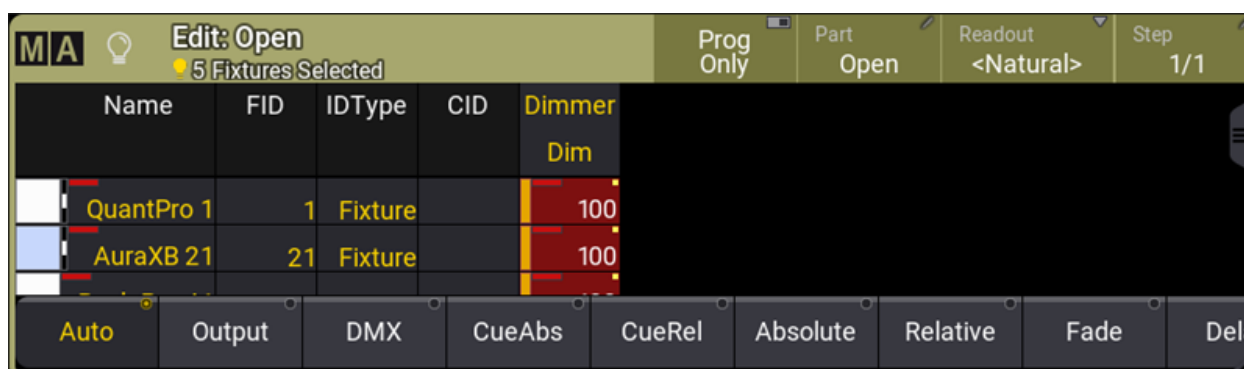 MA Edit: Open Prog Only Part Open Readout <Natural> Step 1/1
5 Fixtures Selected
Name FID IDType CID Dimmer
Dim
QuantPro 1 1 Fixture 100
AuraXB 21 21 Fixture 100
Auto Output DMX CueAbs CueRel Absolute Relative Fade Del